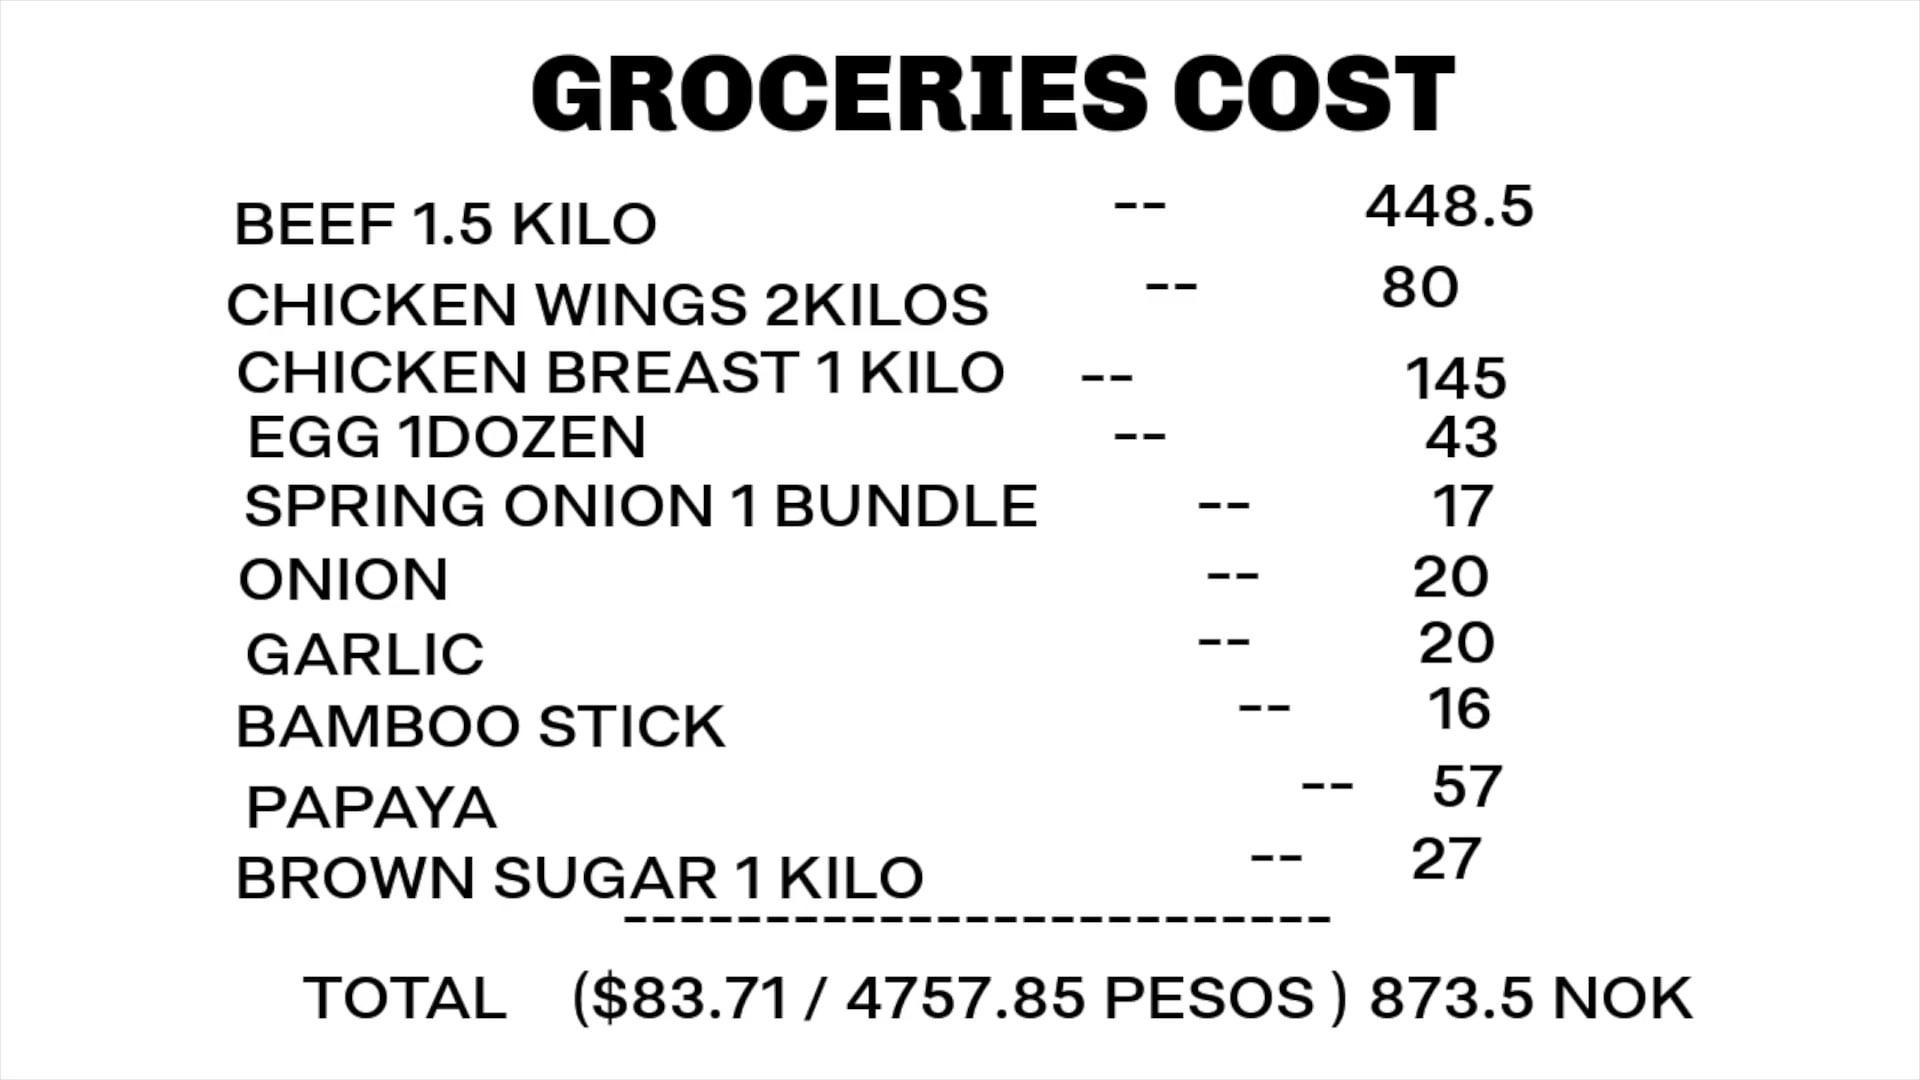 GROCERIES COST
BEEF 1.5 KILO -- 448.5
CHICKEN WINGS 2KILOS -- 80
CHICKEN BREAST 1 KILO -- 145
EGG 1DOZEN -- 43
SPRING ONION 1 BUNDLE -- 17
ONION -- 20
GARLIC -- 20
BAMBOO STICK -- 16
PAPAYA -- 57
BROWN SUGAR 1 KILO -- 27
-------------------------
TOTAL ($83.71 / 4757.85 PESOS ) 873.5 NOK